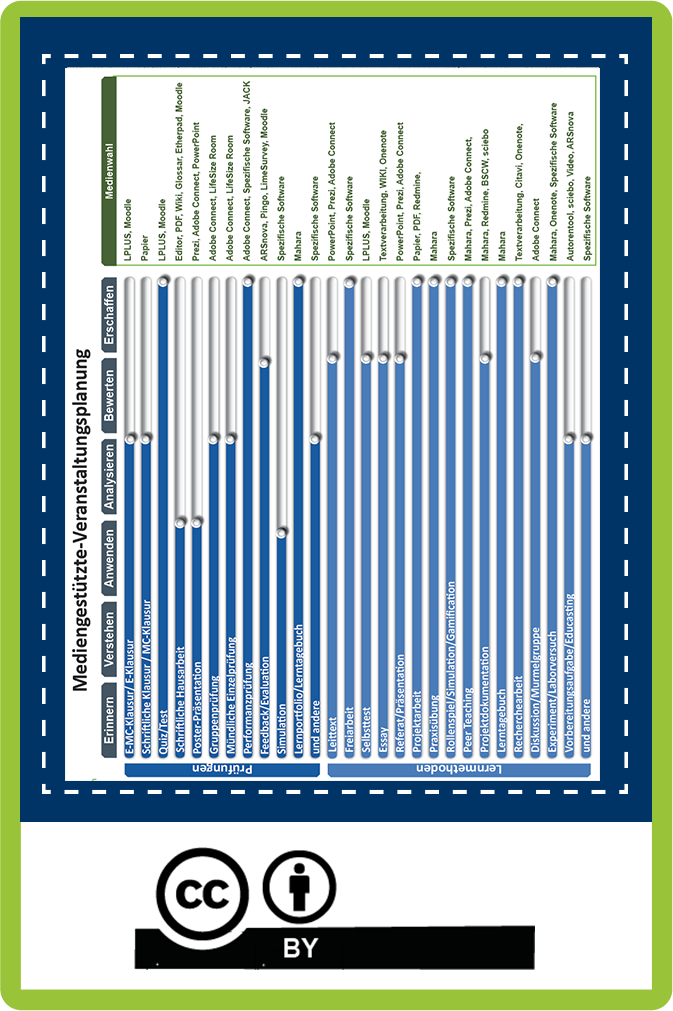 Mediengestützte-Veranstaltungsplanung
Erinnern
Verstehen
Anwenden
Analysieren
Bewerten
Erschaffen
Medienwahl
Prüfungen
E-MC-Klausur/ E-Klausur
LPLUS, Moodle
Schriftliche Klausur / MC-Klausur
Papier
Quiz/Test
LPLUS, Moodle
Schriftliche Hausarbeit
Editor, PDF, Wiki, Glossar, Etherpad, Moodle
Poster-Präsentation
Prezi, Adobe Connect, PowerPoint
Gruppenprüfung
Adobe Connect, LifeSize Room
Mündliche Einzelprüfung
Adobe Connect, LifeSize Room
Performanzprüfung
Adobe Connect, Spezifische Software, JACK
Feedback/Evaluation
ARSnova, Pingo, LimeSurvey, Moodle
Simulation
Spezifische Software
Lernportfolio/Lerntagebuch
Mahara
und andere
Spezifische Software
Lernmethoden
Leittext
PowerPoint, Prezi, Adobe Connect
Freiarbeit
Spezifische Software
Selbsttest
LPLUS, Moodle
Essay
Textverarbeitung, WIKI, Onenote
Referat/Präsentation
PowerPoint, Prezi, Adobe Connect
Projektarbeit
Papier, PDF, Redmine,
Praxisübung
Mahara
Rollenspiel/Simulation/Gamification
Spezifische Software
Peer Teaching
Mahara, Prezi, Adobe Connect,
Projektdokumentation
Mahara, Redmine, BSCW, sciebo
Lerntagebuch
Mahara
Recherchearbeit
Textverarbeitung, Citavi, Onenote,
Diskussion/Murmelgruppe
Adobe Connect
Experiment/Laborversuch
Mahara, Onenote, Spezifische Software
Vorbereitungsaufgabe/Educasting
Autorentool, sciebo, Video, ARSnova
und andere
Spezifische Software
CC
BY